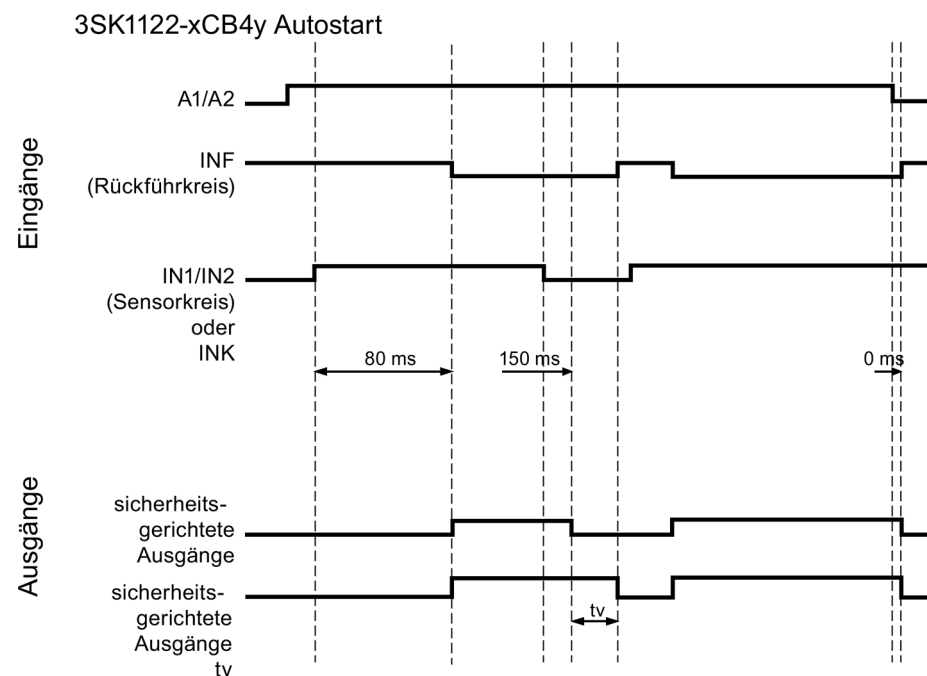 3SK1122-xCB4y Autostart
Eingänge
A1/A2
INF
(Rückführkreis)
IN1/IN2
(Sensorkreis)
oder
INK
80 ms
150 ms
0 ms
Ausgänge
sicherheits-
gerichtete
Ausgänge
sicherheits-
gerichtete
Ausgänge
tv
tv